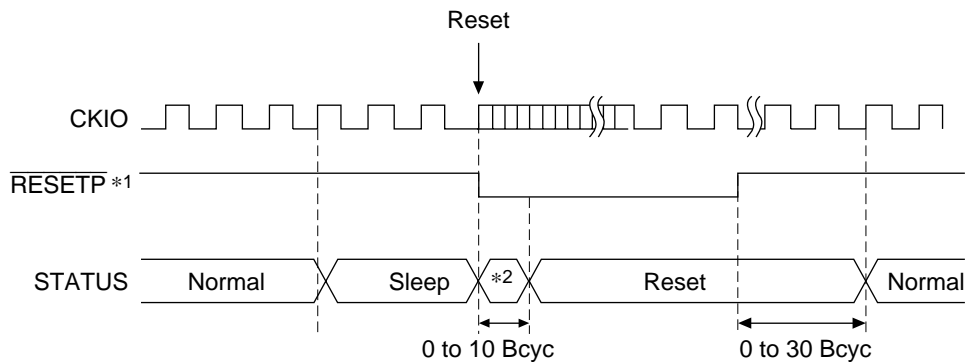 Reset
CKIO
RESETP *1
STATUS Normal Sleep *2 Reset Normal
0 to 10 Bcyc 0 to 30 Bcyc